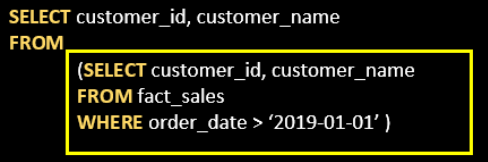 SELECT customer_id, customer_name
FROM
(SELECT customer_id, customer_name
FROM fact_sales
WHERE order_date > ‘2019-01-01’ )